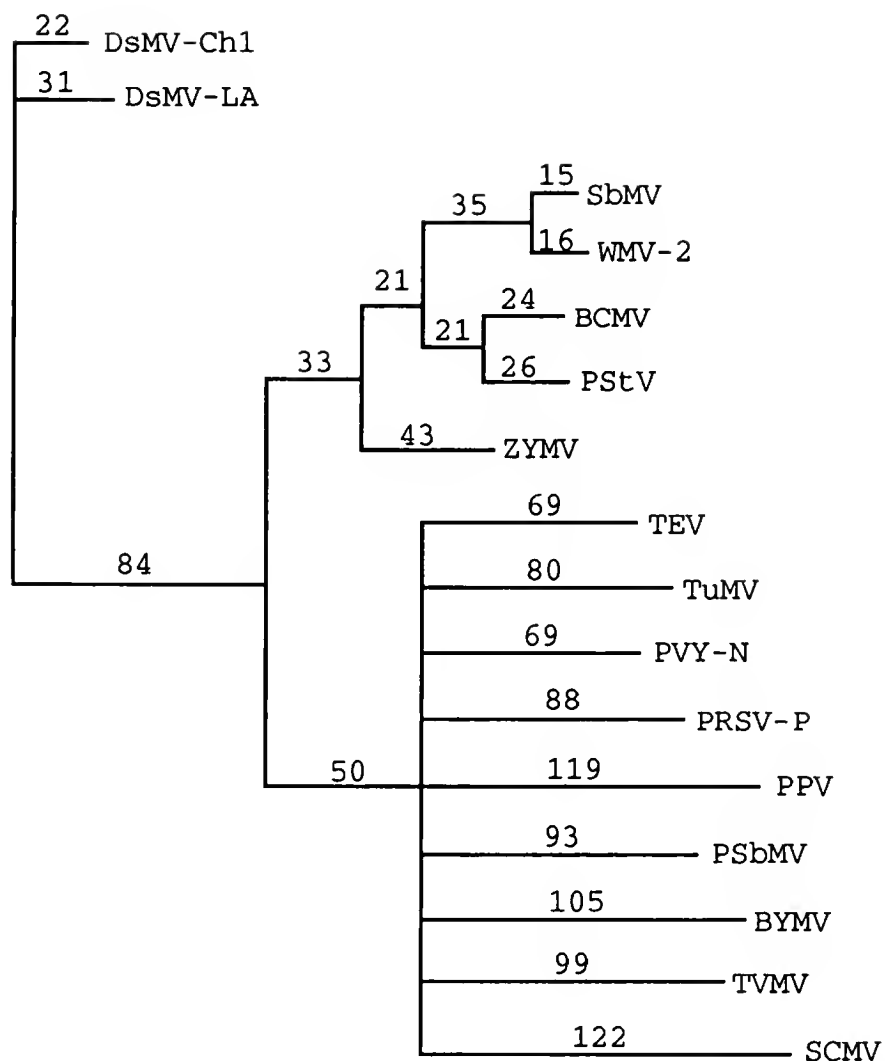 22 DsMV-Ch1
31 DsMV-LA
15 SbMV
35
16 WMV-2
21
24 BCMV
21
26 PStV
33
43 ZYMV
69 TEV
84
80 TuMV
69 PVY-N
88 PRSV-P
50
119 PPV
93 PSbMV
105 BYMV
99 TVMV
122 SCMV